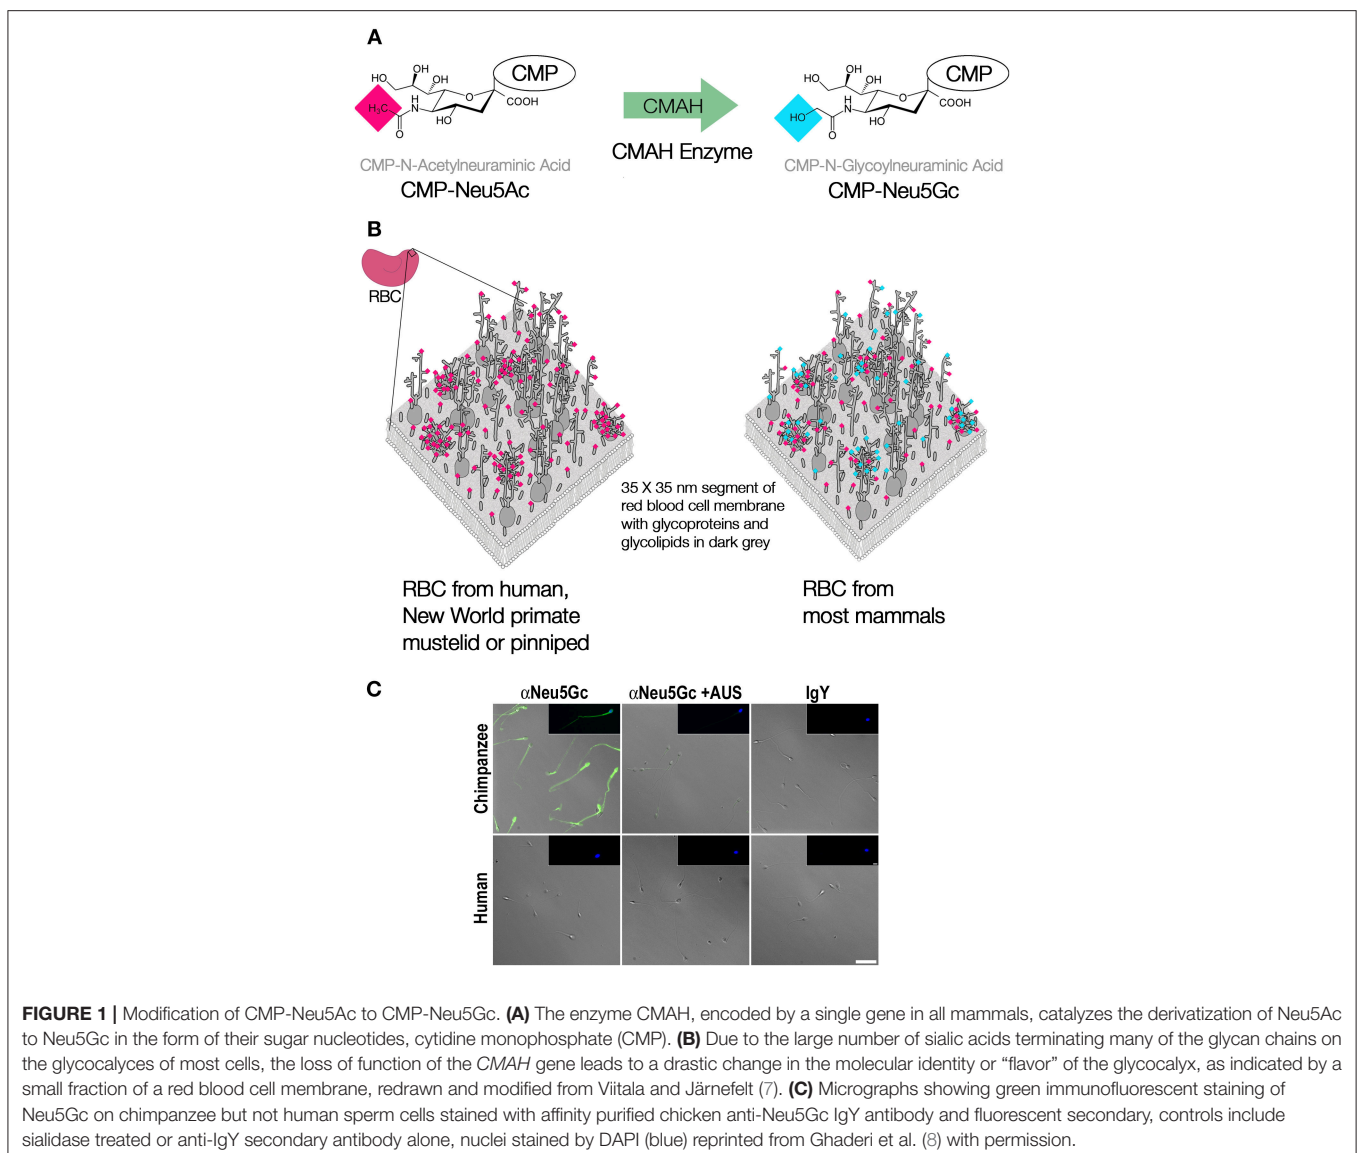 A
HO
OH
OH
CMP
H₃C
H
N
O
COOH
HO
O
CMAH
CMAH Enzyme
HO
OH
OH
CMP
HO
H
N
O
COOH
HO
O
CMP-N-Acetylneuraminic Acid
CMP-Neu5Ac
CMP-N-Glycoylneuraminic Acid
CMP-Neu5Gc
B
RBC
35 X 35 nm segment of
red blood cell membrane
with glycoproteins and
glycolipids in dark grey
RBC from human,
New World primate
mustelid or pinniped
RBC from
most mammals
C
αNeu5Gc
αNeu5Gc +AUS
IgY
Chimpanzee
Human
FIGURE 1 | Modification of CMP-Neu5Ac to CMP-Neu5Gc. (A) The enzyme CMAH, encoded by a single gene in all mammals, catalyzes the derivatization of Neu5Ac
to Neu5Gc in the form of their sugar nucleotides, cytidine monophosphate (CMP). (B) Due to the large number of sialic acids terminating many of the glycan chains on
the glycocalyces of most cells, the loss of function of the CMAH gene leads to a drastic change in the molecular identity or “flavor” of the glycocalyx, as indicated by a
small fraction of a red blood cell membrane, redrawn and modified from Viitala and Järnefelt (7). (C) Micrographs showing green immunofluorescent staining of
Neu5Gc on chimpanzee but not human sperm cells stained with affinity purified chicken anti-Neu5Gc IgY antibody and fluorescent secondary, controls include
sialidase treated or anti-IgY secondary antibody alone, nuclei stained by DAPI (blue) reprinted from Ghaderi et al. (8) with permission.